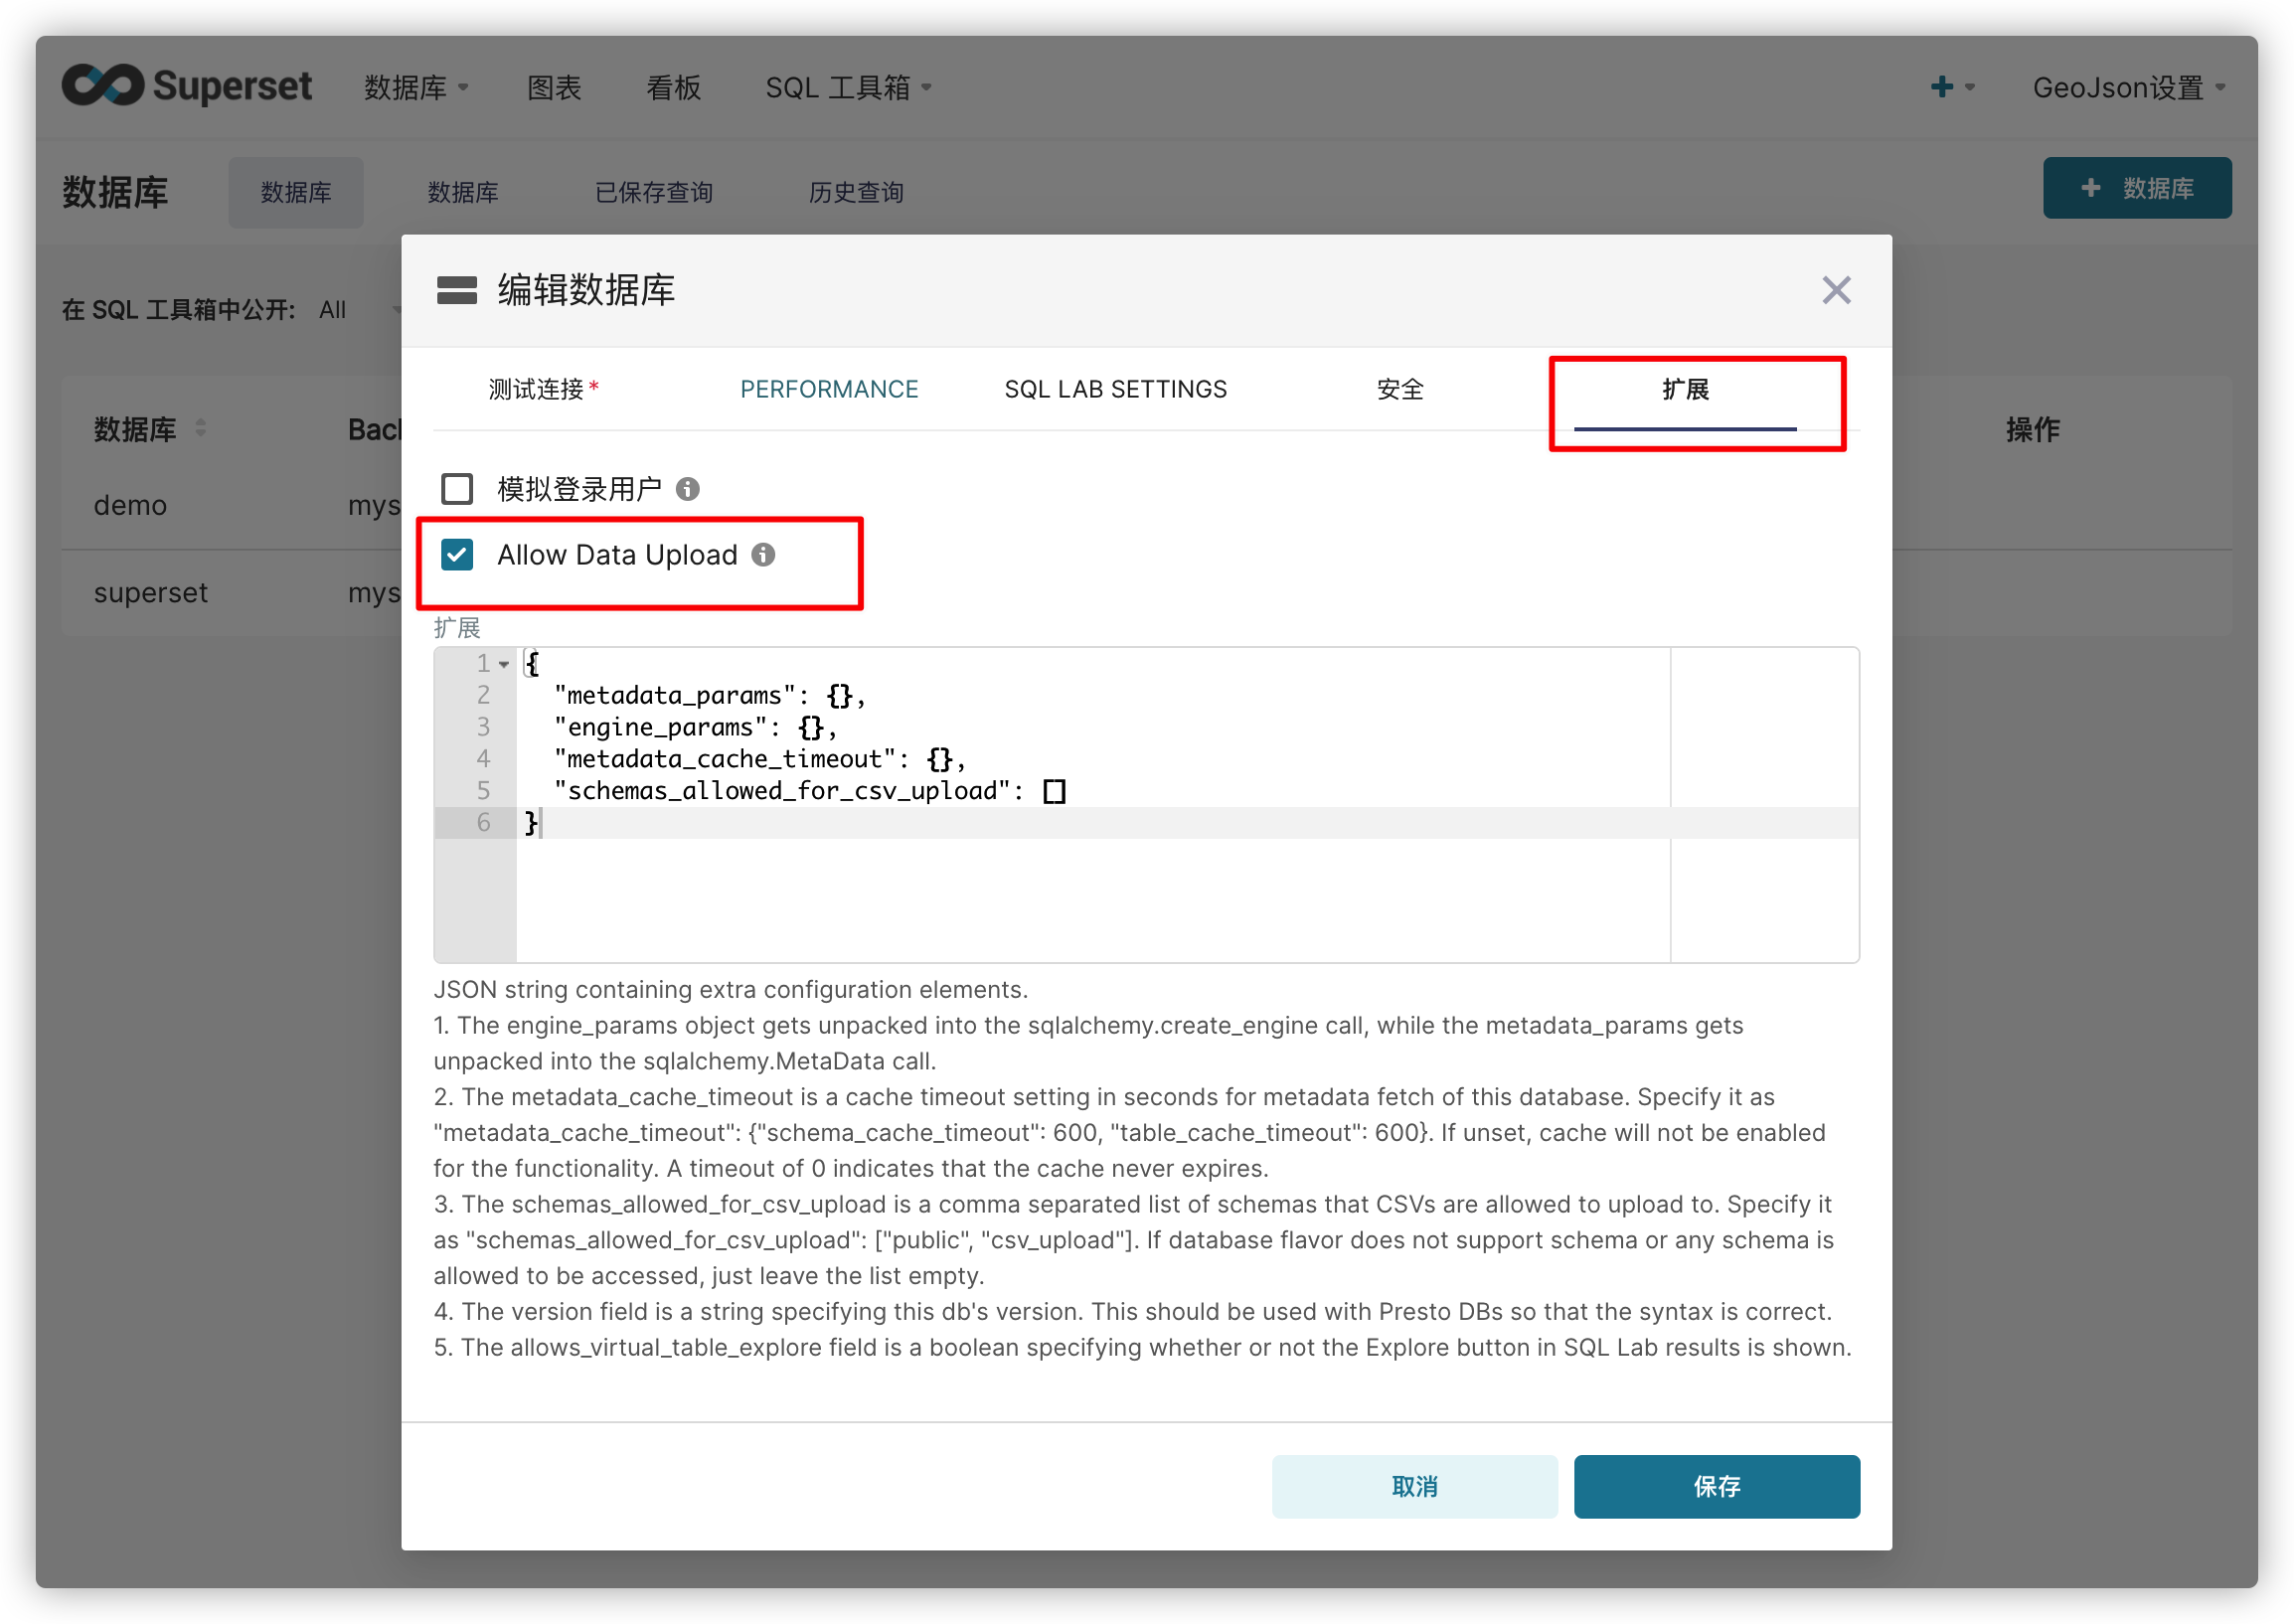 Superset 数据库 图表 看板 SQL 工具箱 GeoJson设置
数据库 数据库 数据库 已保存查询 历史查询 + 数据库
编辑数据库
在 SQL 工具箱中公开: All
测试连接* PERFORMANCE SQL LAB SETTINGS 安全 扩展
数据库 操作
模拟登录用户
demo
Allow Data Upload
superset
扩展
1 {
2 "metadata_params": {},
3 "engine_params": {},
4 "metadata_cache_timeout": {},
5 "schemas_allowed_for_csv_upload": []
6 }
JSON string containing extra configuration elements.
1. The engine_params object gets unpacked into the sqlalchemy.create_engine call, while the metadata_params gets
unpacked into the sqlalchemy.MetaData call.
2. The metadata_cache_timeout is a cache timeout setting in seconds for metadata fetch of this database. Specify it as
"metadata_cache_timeout": {"schema_cache_timeout": 600, "table_cache_timeout": 600}. If unset, cache will not be enabled
for the functionality. A timeout of 0 indicates that the cache never expires.
3. The schemas_allowed_for_csv_upload is a comma separated list of schemas that CSVs are allowed to upload to. Specify it
as "schemas_allowed_for_csv_upload": ["public", "csv_upload"]. If database flavor does not support schema or any schema is
allowed to be accessed, just leave the list empty.
4. The version field is a string specifying this db's version. This should be used with Presto DBs so that the syntax is correct.
5. The allows_virtual_table_explore field is a boolean specifying whether or not the Explore button in SQL Lab results is shown.
取消 保存